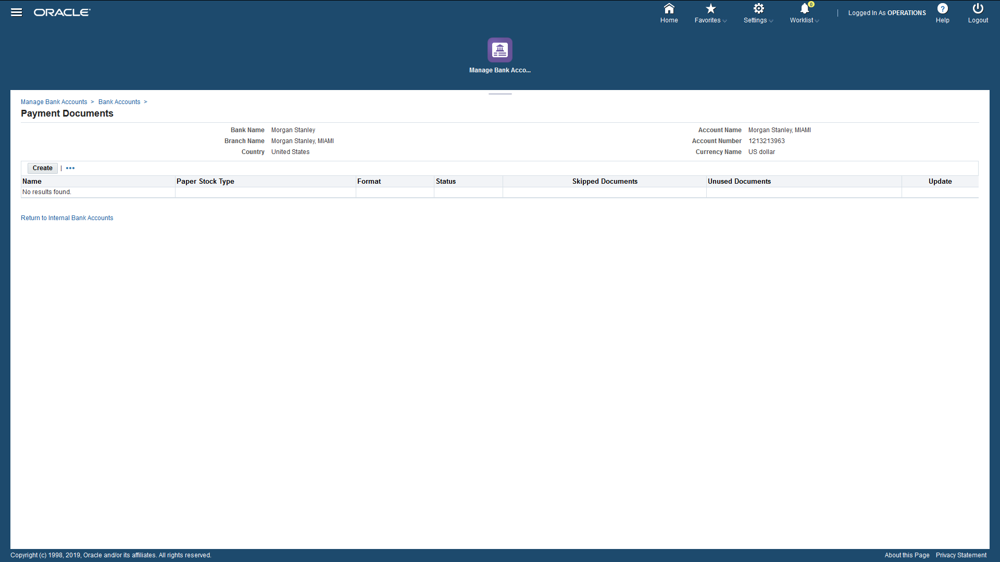 ORACLE
Home
Favorites
Settings
0
Worklist
Logged In As OPERATIONS
?
Help
Logout
Manage Bank Acco...
Manage Bank Accounts > Bank Accounts >
Payment Documents
Bank Name Morgan Stanley
Branch Name Morgan Stanley, MIAMI
Country United States
Account Name Morgan Stanley, MIAMI
Account Number 1213213963
Currency Name US dollar
Create | •••
Name Paper Stock Type Format Status Skipped Documents Unused Documents Update
No results found.
Return to Internal Bank Accounts
Copyright (c) 1998, 2019, Oracle and/or its affiliates. All rights reserved.
About this Page Privacy Statement